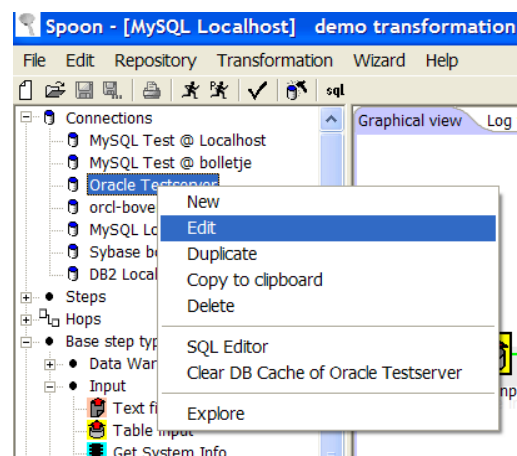 Spoon - [MySQL Localhost] demo transformation
File Edit Repository Transformation Wizard Help
sql
Connections
Graphical view Log
MySQL Test @ Localhost
MySQL Test @ bolletje
Oracle Testserver
orcl-bove
MySQL Lo
Sybase b
DB2 Local
New
Edit
Duplicate
Copy to clipboard
Delete
SQL Editor
Clear DB Cache of Oracle Testserver
Explore
Steps
Hops
Base step typ
Data War
Input
Text fi
Table Input
Get System Info
np